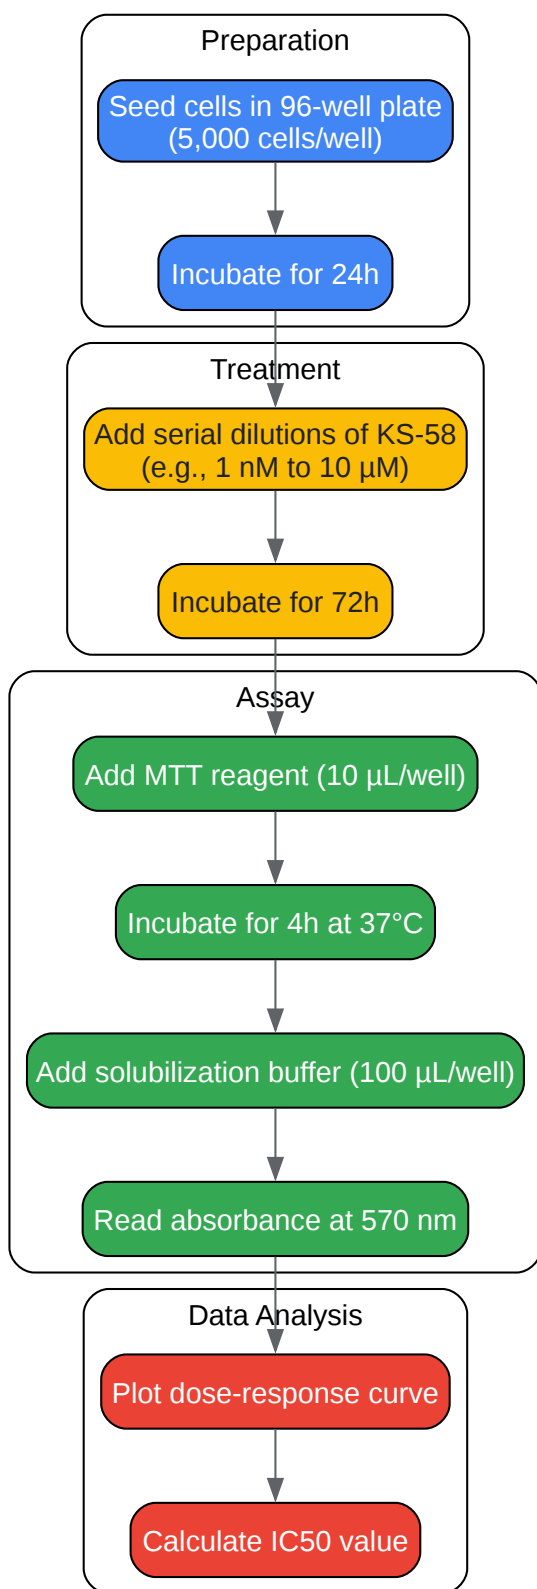 Preparation
Seed cells in 96-well plate
(5,000 cells/well)
Incubate for 24h
Treatment
Add serial dilutions of KS-58
(e.g., 1 nM to 10 µM)
Incubate for 72h
Assay
Add MTT reagent (10 µL/well)
Incubate for 4h at 37°C
Add solubilization buffer (100 µL/well)
Read absorbance at 570 nm
Data Analysis
Plot dose-response curve
Calculate IC50 value